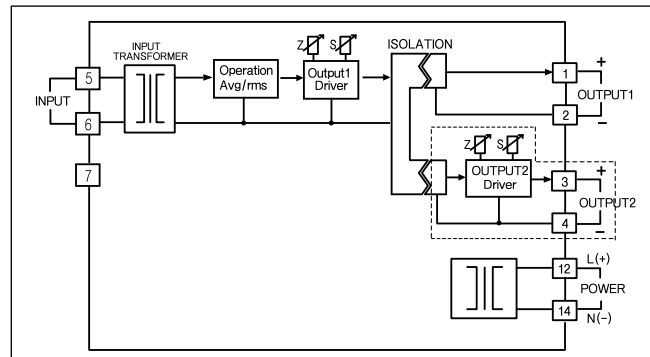 INPUT
TRANSFORMER
Z
S
ISOLATION
5
INPUT
6
7
Operation
Avg/rms
Output1
Driver
1
+
OUTPUT1
2
−
Z
S
OUTPUT2
Driver
3
+
OUTPUT2
4
−
12
L(+)
POWER
14
N(-)